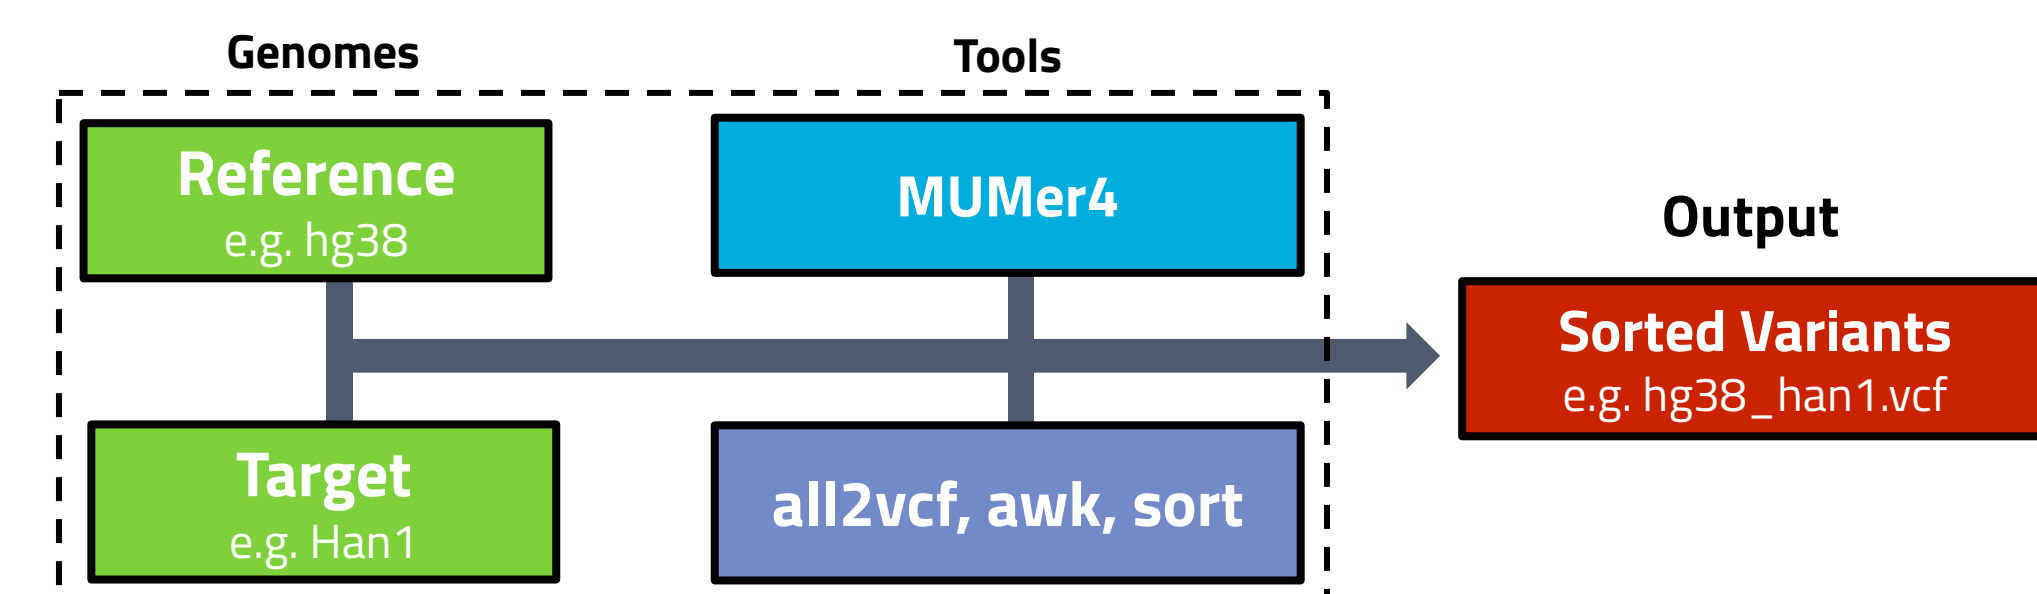 Genomes
Tools
Reference
e.g. hg38
MUMer4
Output
Sorted Variants
e.g. hg38_han1.vcf
Target
e.g. Han1
all2vcf, awk, sort